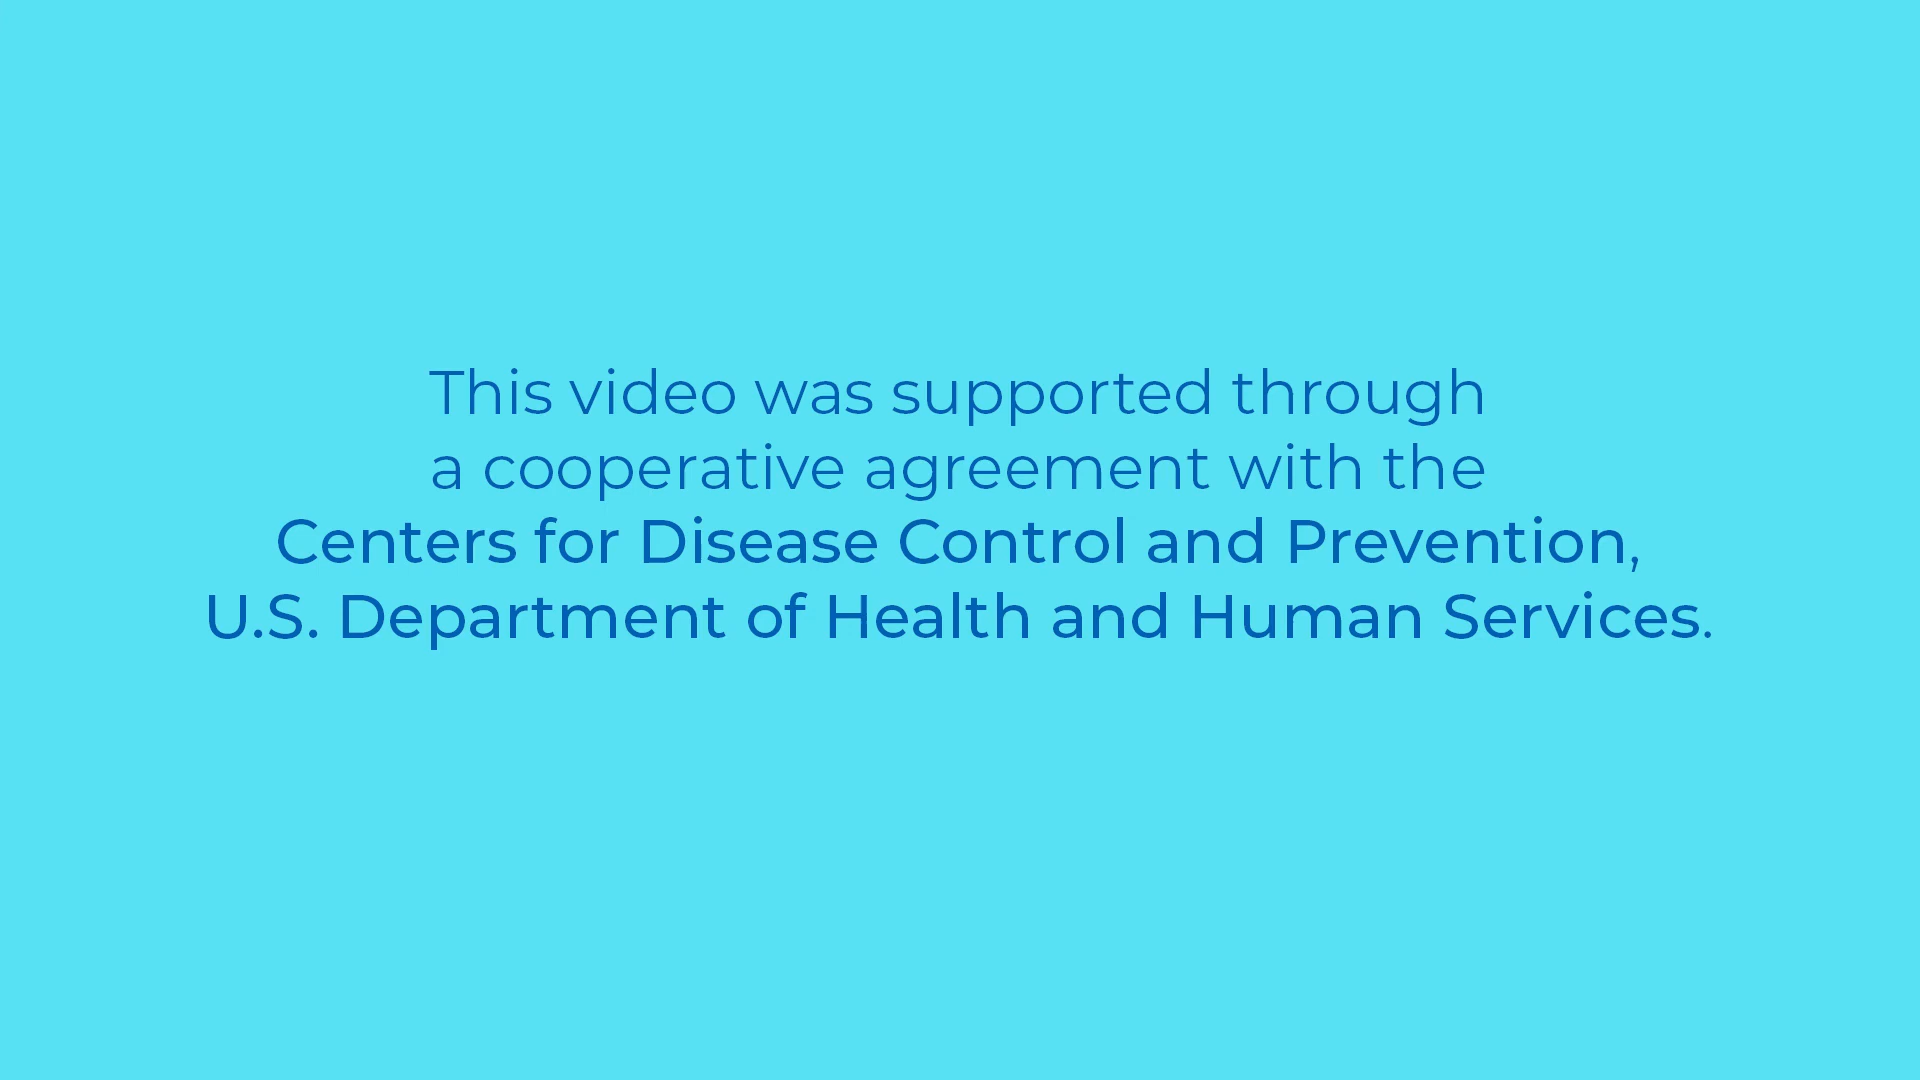 This video was supported through
a cooperative agreement with the
Centers for Disease Control and Prevention,
U.S. Department of Health and Human Services.